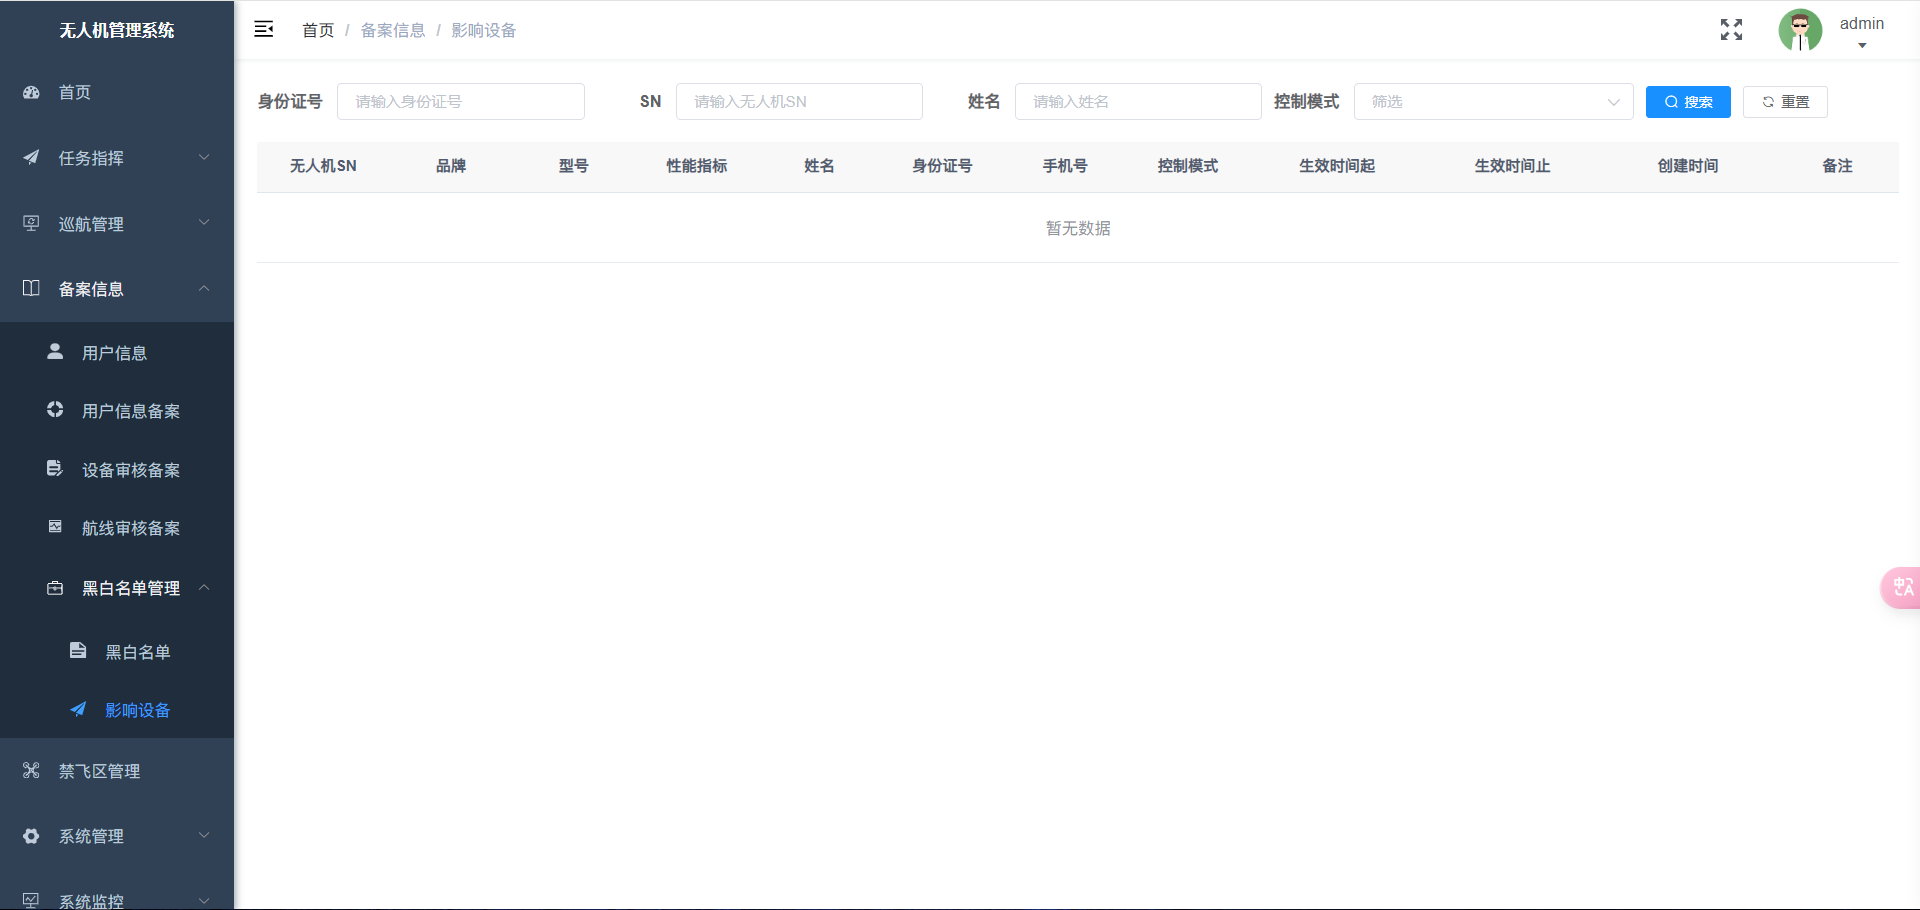 无人机管理系统
首页
任务指挥
巡航管理
备案信息
用户信息
用户信息备案
设备审核备案
航线审核备案
黑白名单管理
黑白名单
影响设备
禁飞区管理
系统管理
系统监控
首页 / 备案信息 / 影响设备
admin
身份证号 请输入身份证号 SN 请输入无人机SN 姓名 请输入姓名 控制模式 筛选 搜索 重置
无人机SN 品牌 型号 性能指标 姓名 身份证号 手机号 控制模式 生效时间起 生效时间止 创建时间 备注
暂无数据
中A